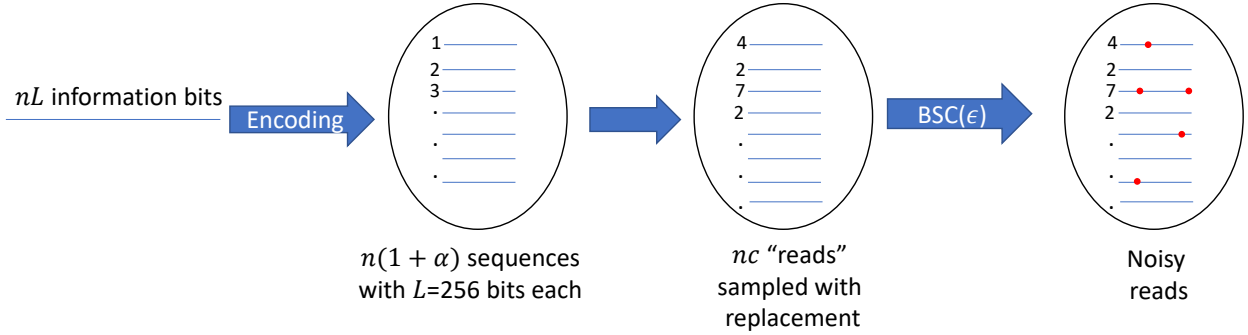 nL information bits
Encoding
1
2
3
.
.
.
n(1 + α) sequences
with L=256 bits each
4
2
7
2
.
.
.
nc “reads”
sampled with
replacement
BSC(ϵ)
4
2
7
2
.
.
.
Noisy
reads